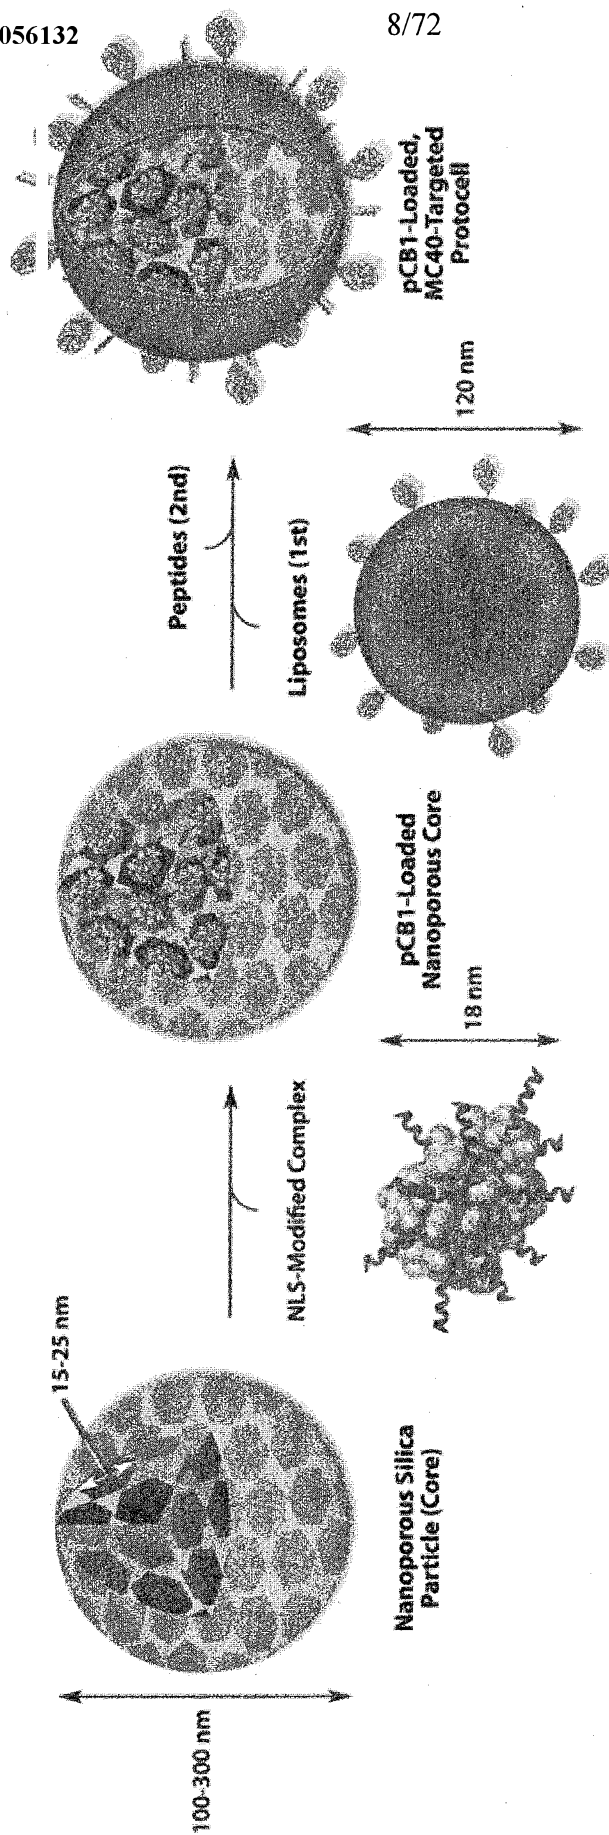 056132
8/72
100-300 nm
15-25 nm
Nanoporous Silica
Particle (Core)
NLS-Modified Complex
18 nm
pCB1-Loaded
Nanoporous Core
Peptides (2nd)
Liposomes (1st)
120 nm
pCB1-Loaded,
MC40-Targeted
Protocell